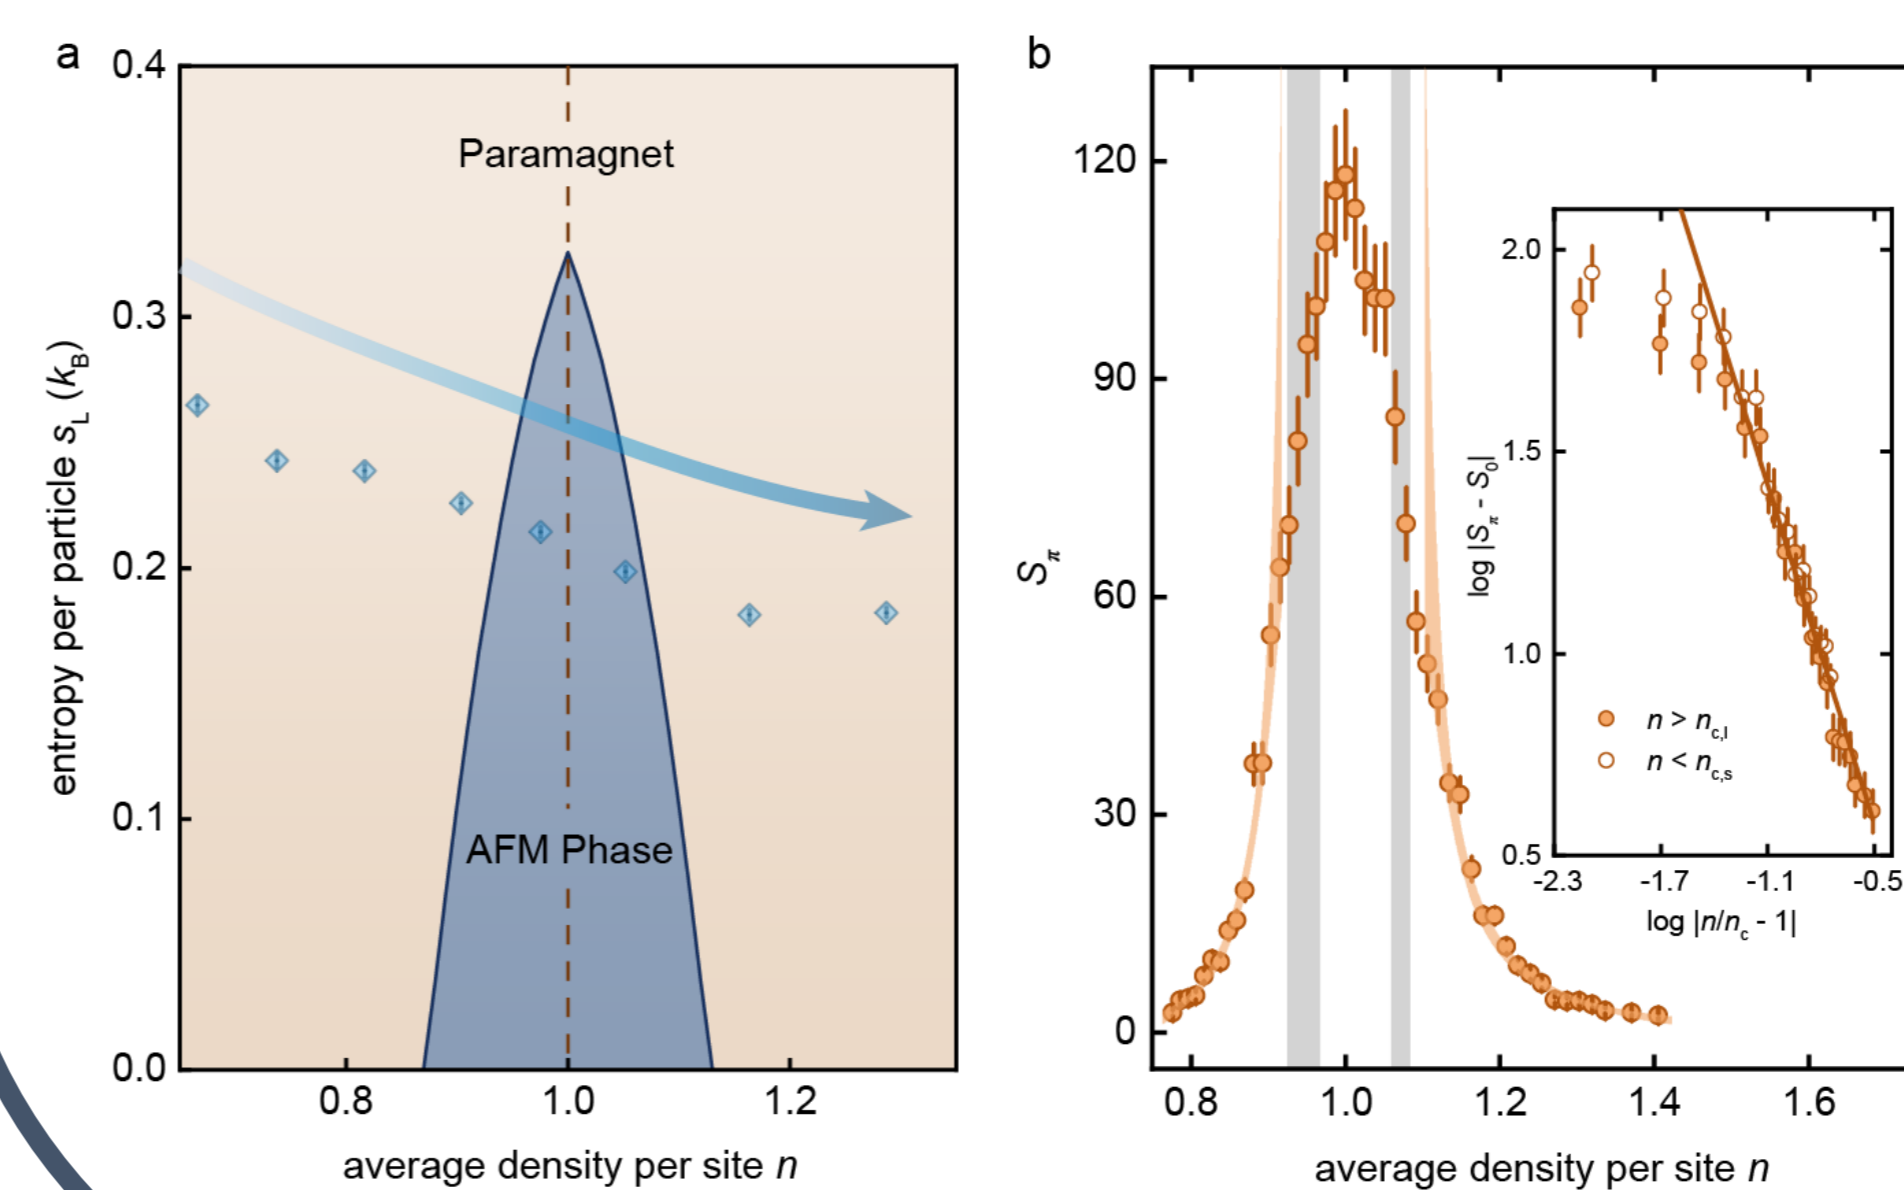 a
0.4
0.3
0.2
0.1
0.0
entropy per particle s_L (k_B)
Paramagnet
AFM Phase
0.8 1.0 1.2
average density per site n
b
120
90
60
30
0
S_π
0.8 1.0 1.2 1.4 1.6
average density per site n
2.0
1.5
1.0
0.5
log |S_π - S_0|
n > n_c,l
n < n_c,s
-2.3 -1.7 -1.1 -0.5
log |n/n_c - 1|